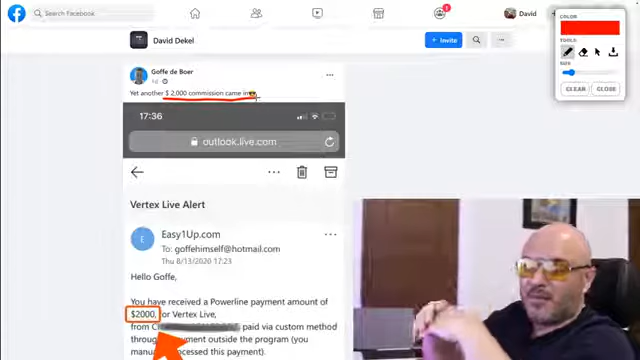 Search Facebook
1
David
COLOR:
TOOLS:
SIZE
CLEAR
CLOSE
David Dekel
+ Invite
Goffe de Boer
Yet another $ 2,000 commission came in
17:36
outlook.live.com
Vertex Live Alert
E
Easy1Up.com
To: goffehimself@hotmail.com
Thu 8/13/2020 17:23
Hello Goffe,
You have received a Powerline payment amount of
$2000, for Vertex Live,
from paid via custom method
payment outside the program (you
processed this payment).